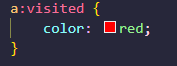 a:visited {
    color: red;
}